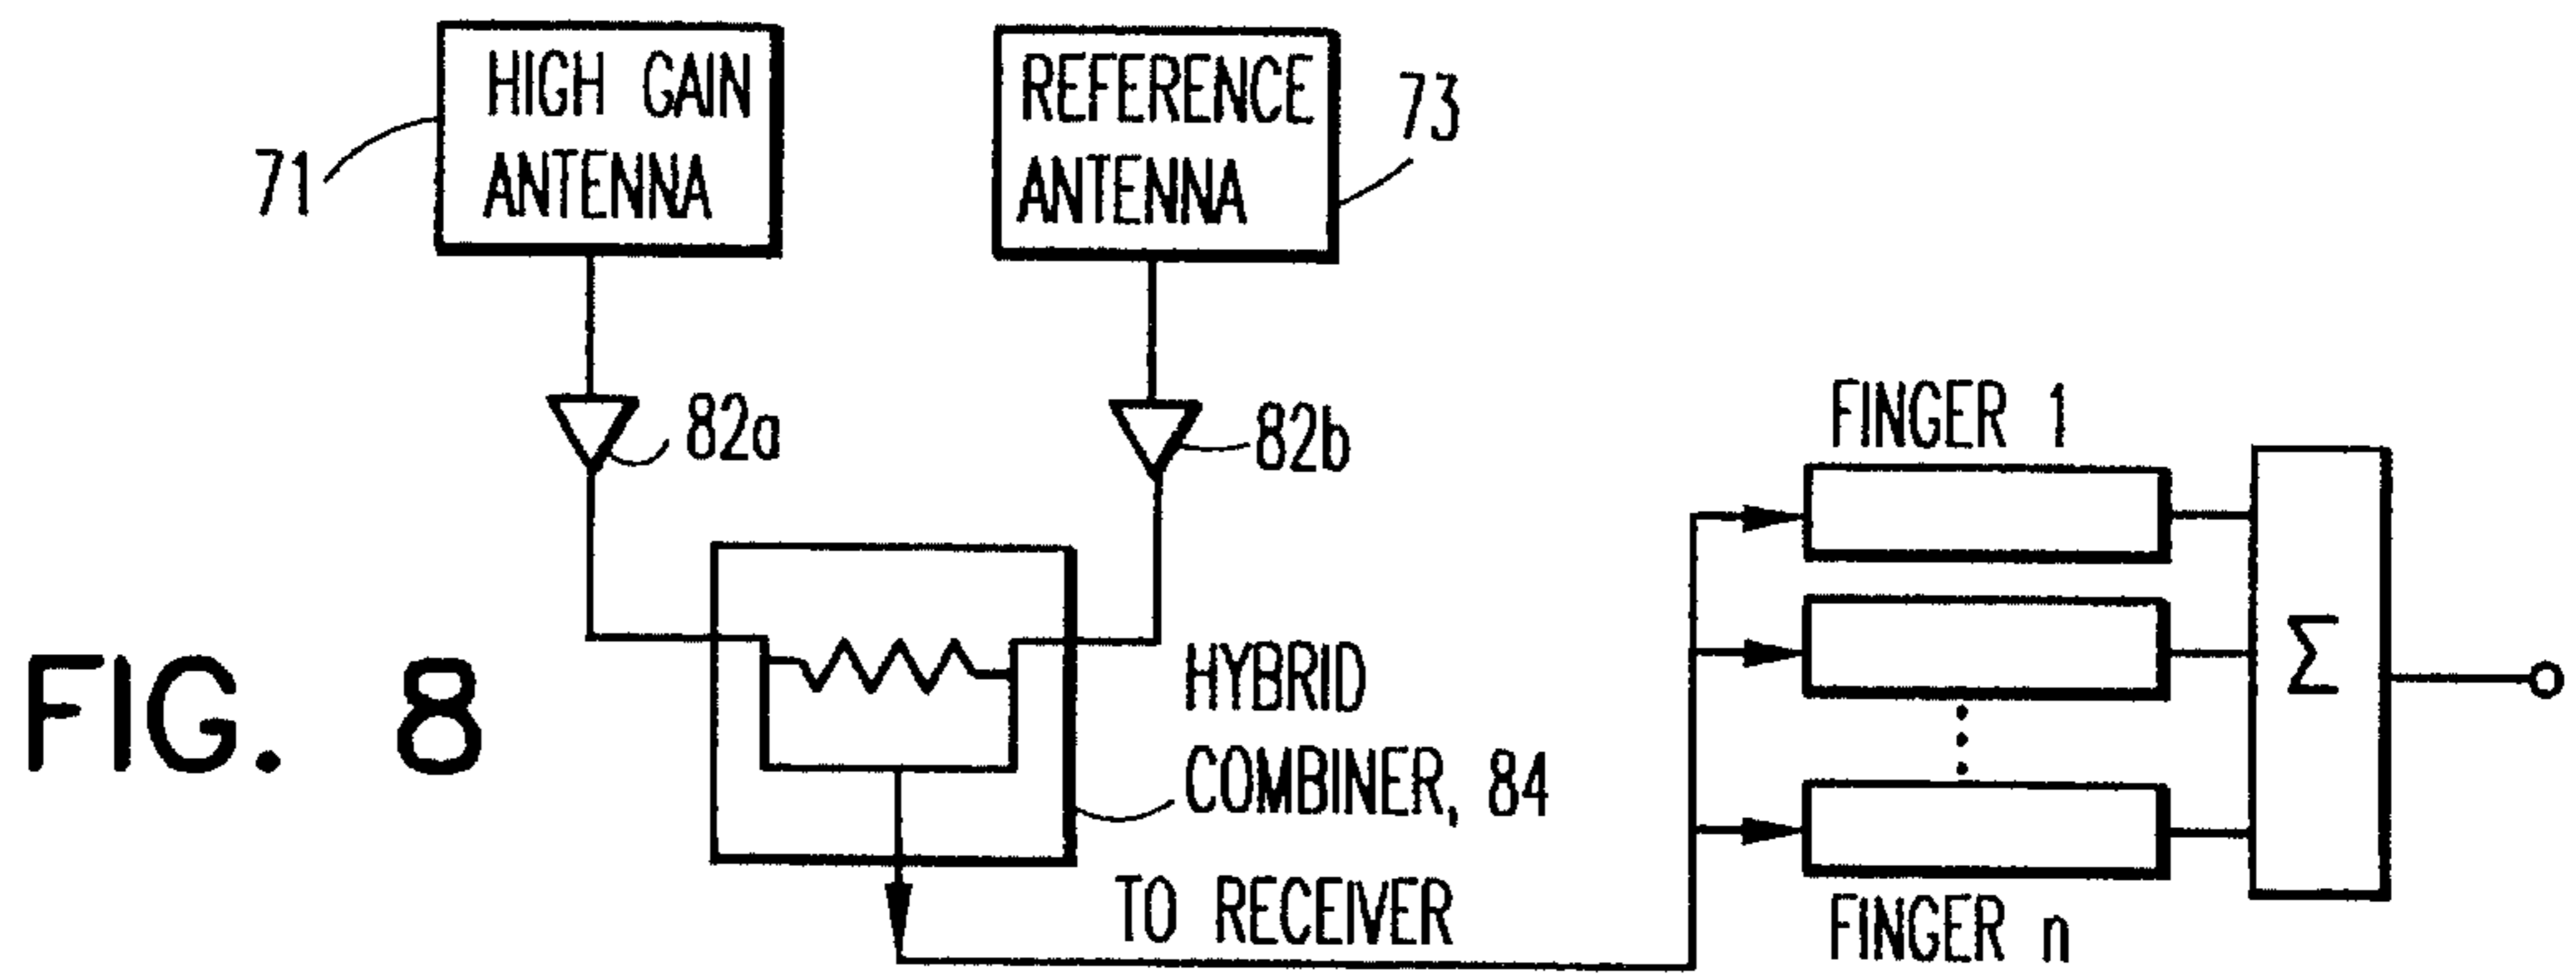 HIGH GAIN
ANTENNA
71
REFERENCE
ANTENNA
73
82a
82b
FINGER 1
Σ
HYBRID
COMBINER, 84
FIG. 8
TO RECEIVER
FINGER n